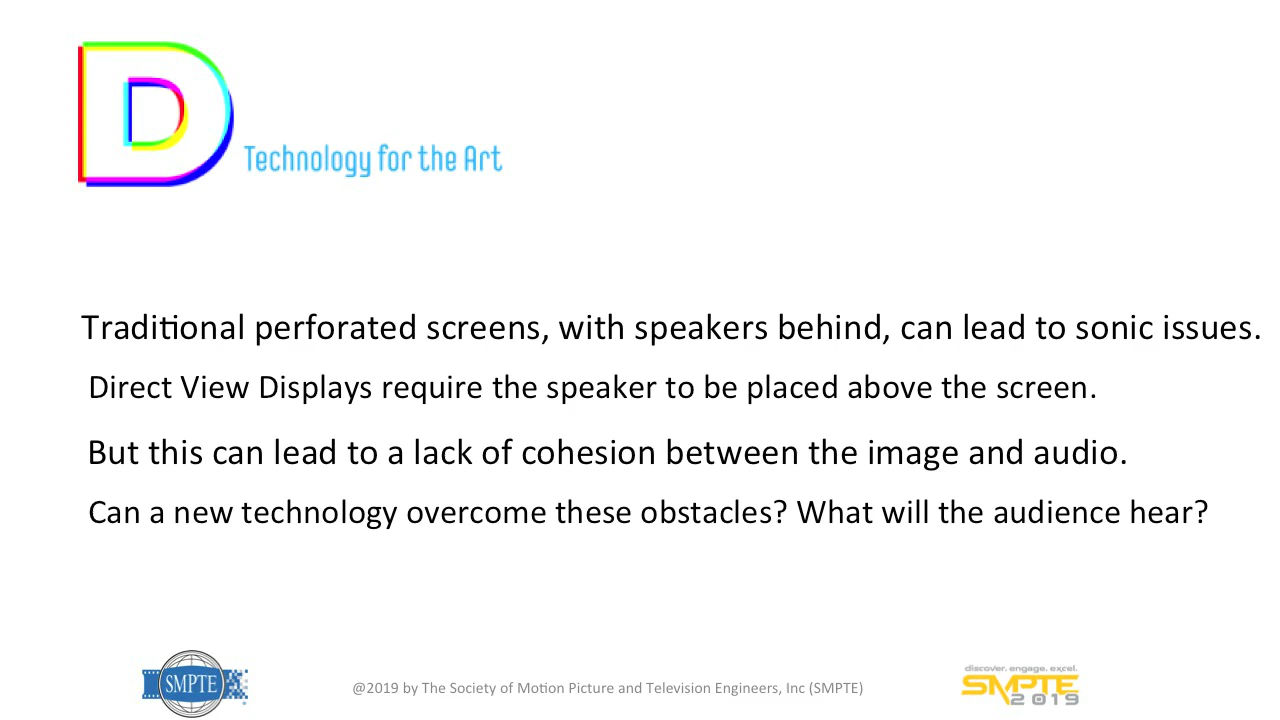 D
Technology for the Art
Traditional perforated screens, with speakers behind, can lead to sonic issues.
Direct View Displays require the speaker to be placed above the screen.
But this can lead to a lack of cohesion between the image and audio.
Can a new technology overcome these obstacles? What will the audience hear?
SMPTE
@2019 by The Society of Motion Picture and Television Engineers, Inc (SMPTE)
discover. engage. excel.
SMPTE
2019